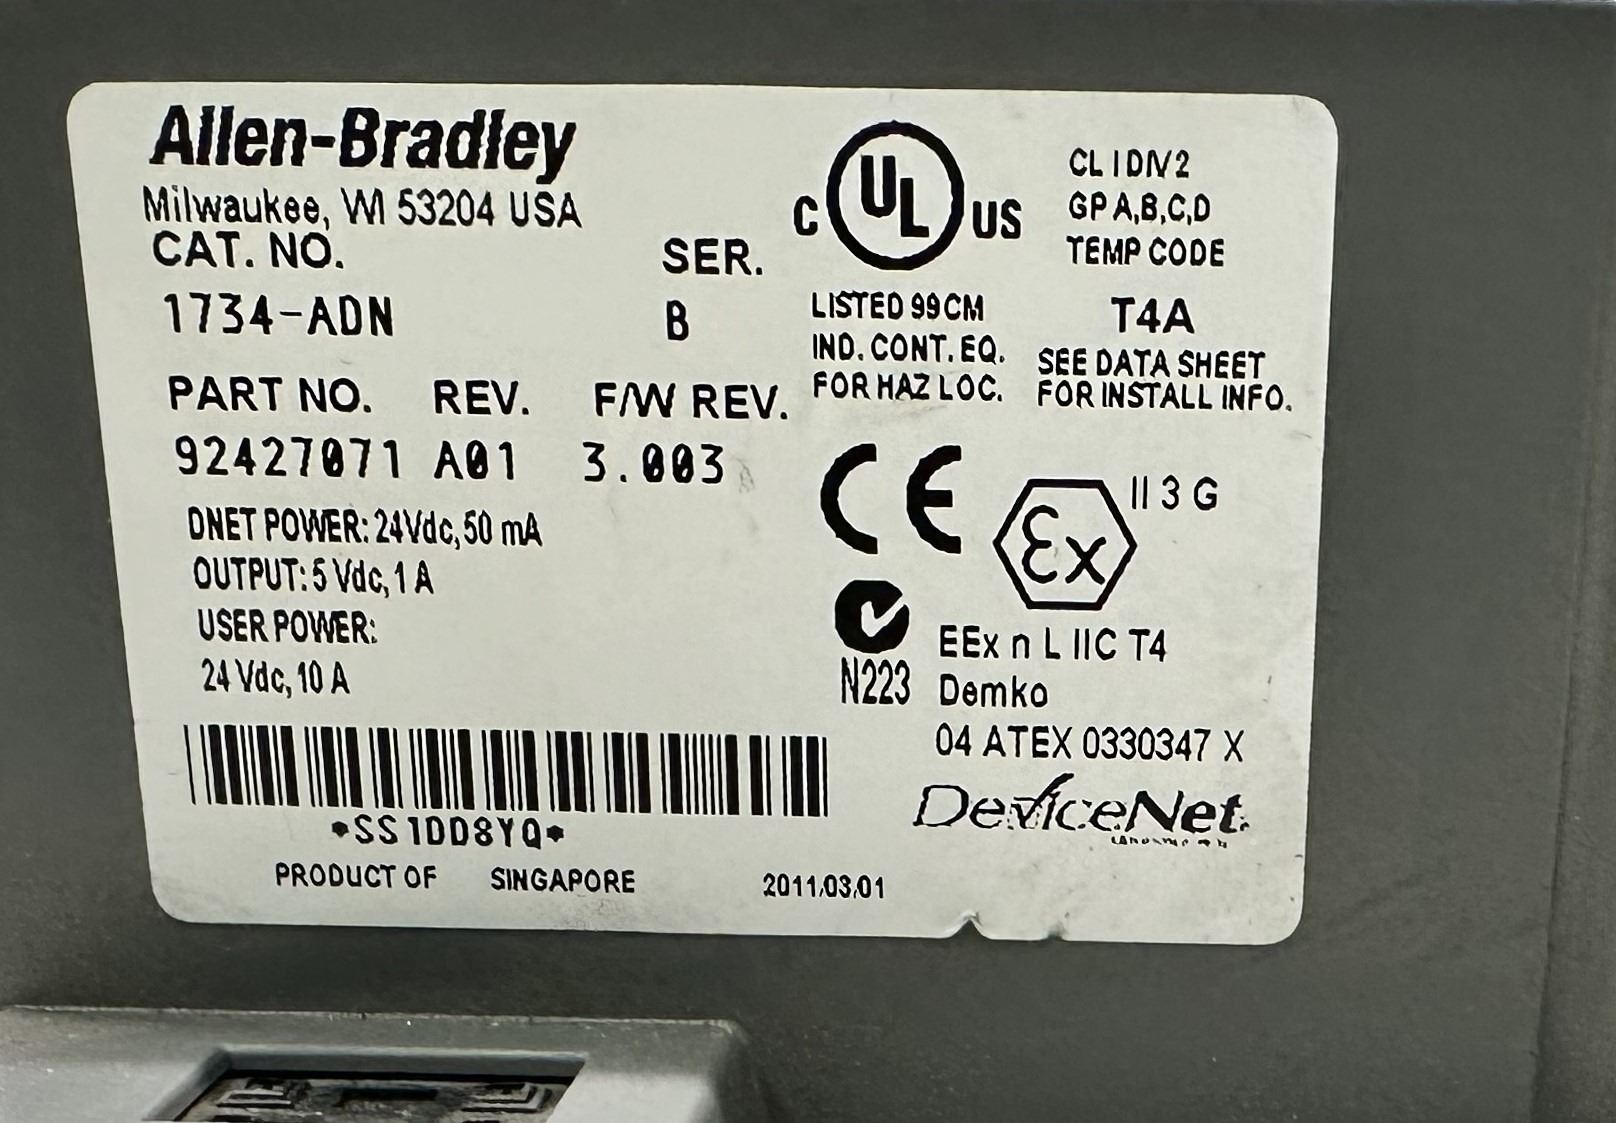 Allen-Bradley
Milwaukee, WI 53204 USA
CAT. NO. SER.
1734-ADN B
PART NO. REV. F/W REV.
92427071 A01 3.003
DNET POWER: 24Vdc, 50 mA
OUTPUT: 5 Vdc, 1 A
USER POWER:
24 Vdc, 10 A
*SS1DD8YQ*
PRODUCT OF SINGAPORE 2011,03,01
C UL US
LISTED 99CM
IND. CONT. EQ.
FOR HAZ LOC.
CL I DIV 2
GP A,B,C,D
TEMP CODE
T4A
SEE DATA SHEET
FOR INSTALL INFO.
CE Ex II 3 G
N223
EEx n L IIC T4
Demko
04 ATEX 0330347 X
DeviceNet